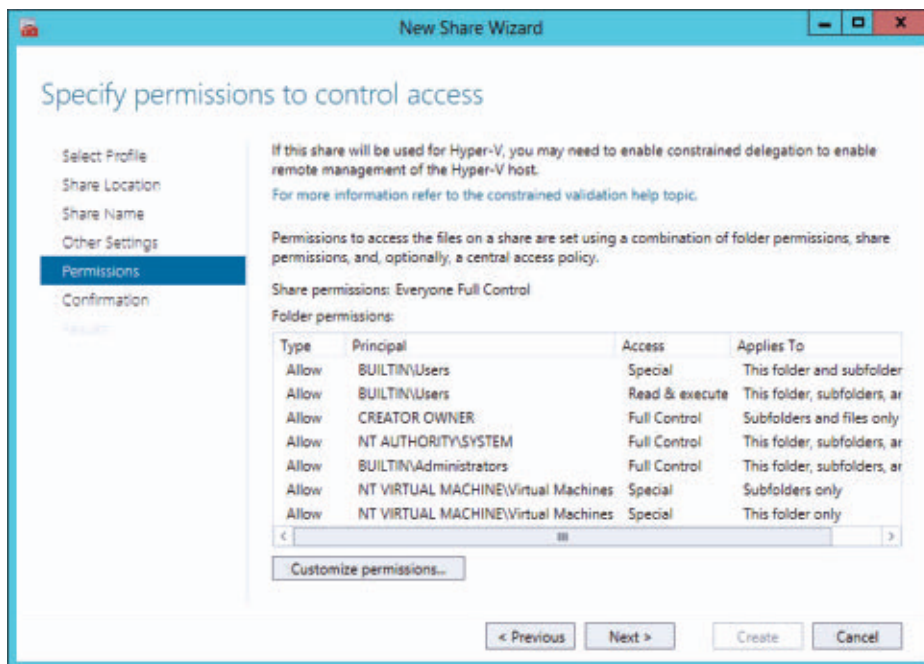 New Share Wizard
Specify permissions to control access
Select Profile
Share Location
Share Name
Other Settings
Permissions
Confirmation
Results
If this share will be used for Hyper-V, you may need to enable constrained delegation to enable
remote management of the Hyper-V host.
For more information refer to the constrained validation help topic.
Permissions to access the files on a share are set using a combination of folder permissions, share
permissions, and, optionally, a central access policy.
Share permissions: Everyone Full Control
Folder permissions:
Type Principal Access Applies To
Allow BUILTIN\Users Special This folder and subfolder
Allow BUILTIN\Users Read & execute This folder, subfolders, ar
Allow CREATOR OWNER Full Control Subfolders and files only
Allow NT AUTHORITY\SYSTEM Full Control This folder, subfolders, ar
Allow BUILTIN\Administrators Full Control This folder, subfolders, ar
Allow NT VIRTUAL MACHINE\Virtual Machines Special Subfolders only
Allow NT VIRTUAL MACHINE\Virtual Machines Special This folder only
Customize permissions...
< Previous Next > Create Cancel